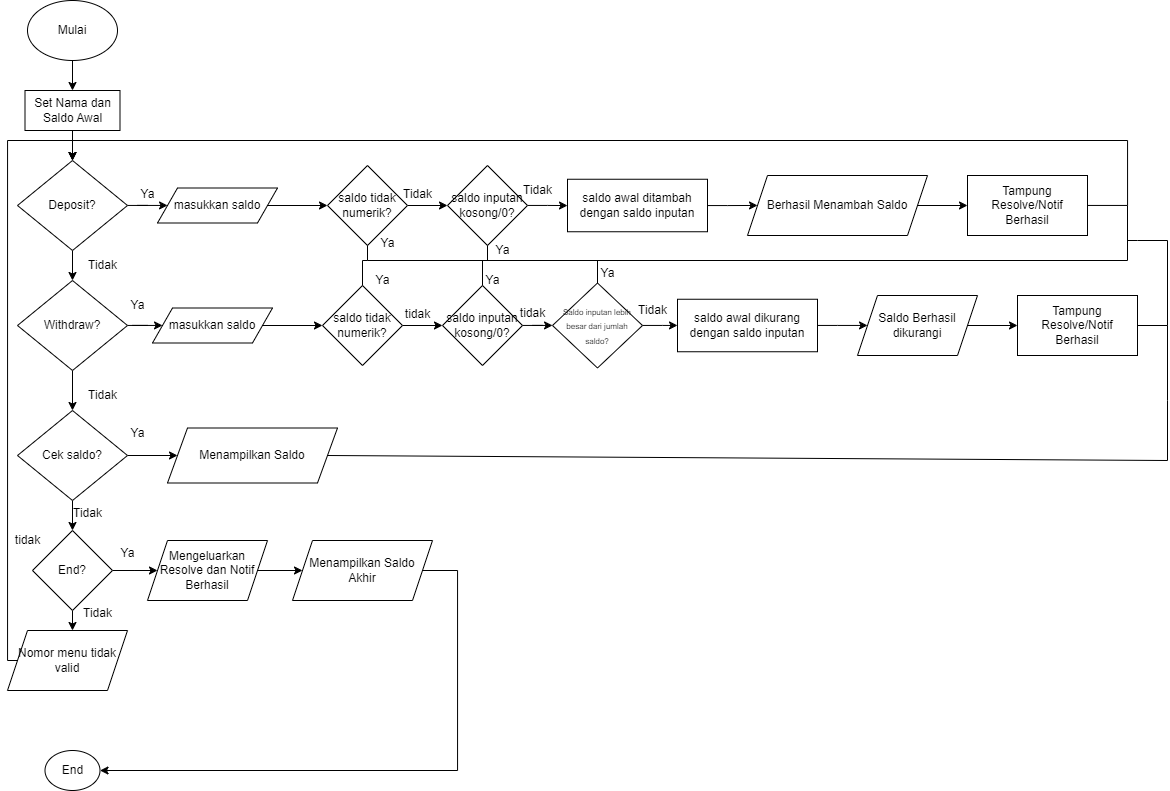 Mulai
Set Nama dan
Saldo Awal
Deposit?
Ya
masukkan saldo
saldo tidak
numerik?
Tidak
saldo inputan
kosong/0?
Tidak
saldo awal ditambah
dengan saldo inputan
Berhasil Menambah Saldo
Tampung
Resolve/Notif
Berhasil
Ya
Ya
Tidak
Withdraw?
Ya
masukkan saldo
Ya
saldo tidak
numerik?
tidak
Ya
saldo inputan
kosong/0?
tidak
Ya
Saldo inputan lebih
besar dari jumlah
saldo?
Tidak
saldo awal dikurang
dengan saldo inputan
Saldo Berhasil
dikurangi
Tampung
Resolve/Notif
Berhasil
Tidak
Cek saldo?
Ya
Menampilkan Saldo
Tidak
tidak
End?
Ya
Mengeluarkan
Resolve dan Notif
Berhasil
Menampilkan Saldo
Akhir
Tidak
Nomor menu tidak
valid
End